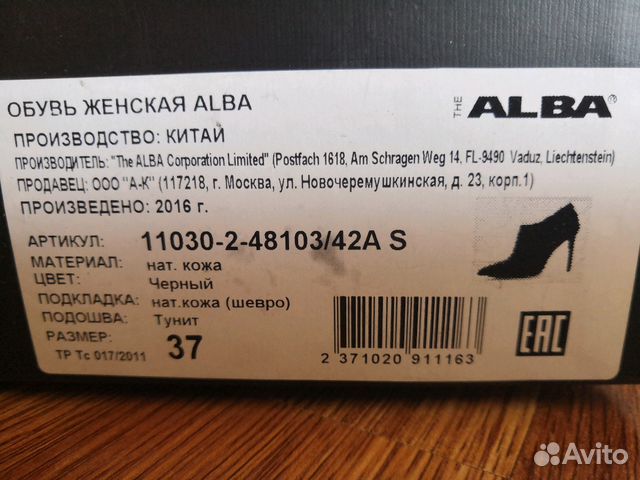 ОБУВЬ ЖЕНСКАЯ ALBA
THE ALBA®
ПРОИЗВОДСТВО: КИТАЙ
ПРОИЗВОДИТЕЛЬ: "The ALBA Corporation Limited" (Postfach 1618, Am Schragen Weg 14, FL-9490 Vaduz, Liechtenstein)
ПРОДАВЕЦ: ООО "А-К" (117218, г. Москва, ул. Новочеремушкинская, д. 23, корп.1)
ПРОИЗВЕДЕНО: 2016 г.
АРТИКУЛ: 11030-2-48103/42A S
МАТЕРИАЛ: нат. кожа
ЦВЕТ: Черный
ПОДКЛАДКА: нат.кожа (шевро)
ПОДОШВА: Тунит
РАЗМЕР: 37
ТР Тс 017/2011
2 371020 911163
EAC
Avito